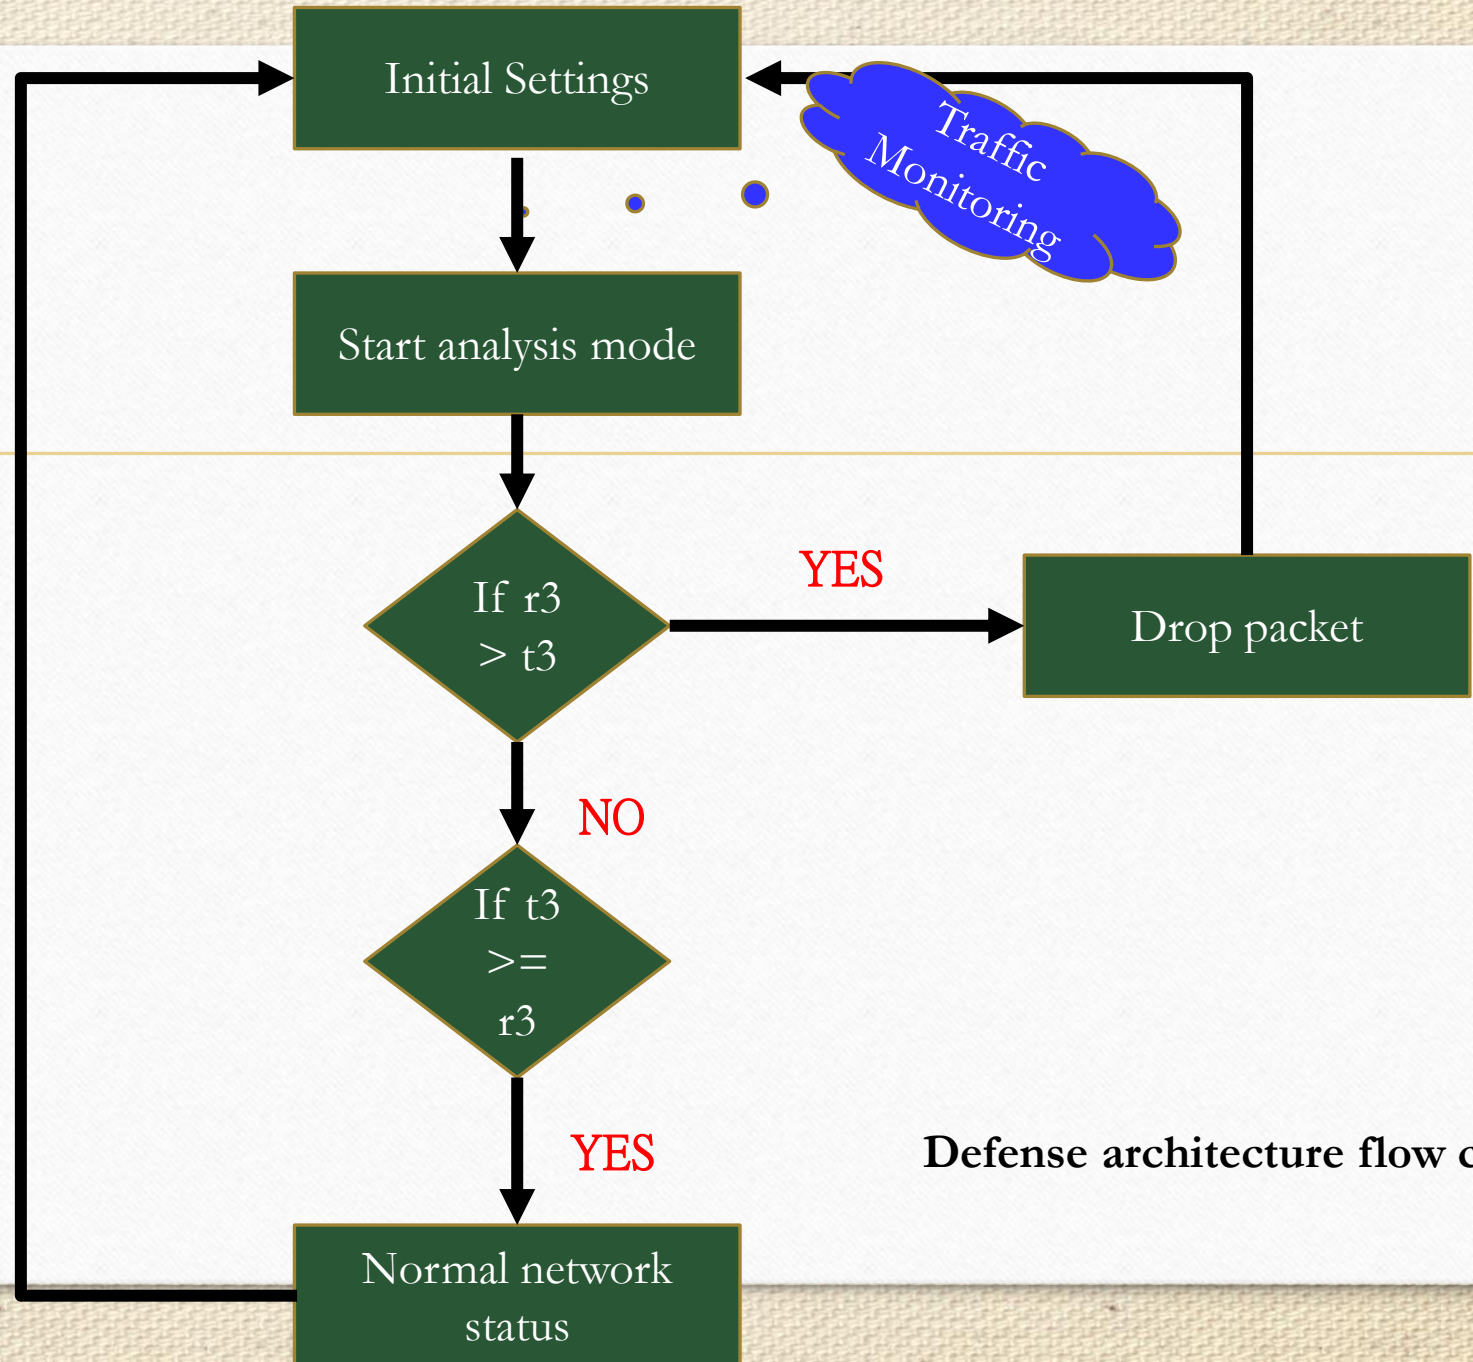 Initial Settings
Traffic
Monitoring
Start analysis mode
If r3
> t3
YES
Drop packet
NO
If t3
>=
r3
YES
Defense architecture flow
Normal network
status